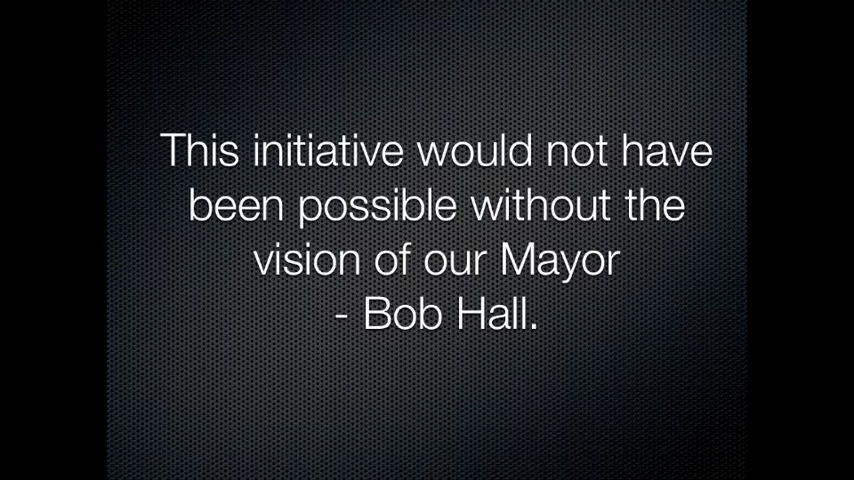 This initiative would not have
been possible without the
vision of our Mayor
- Bob Hall.